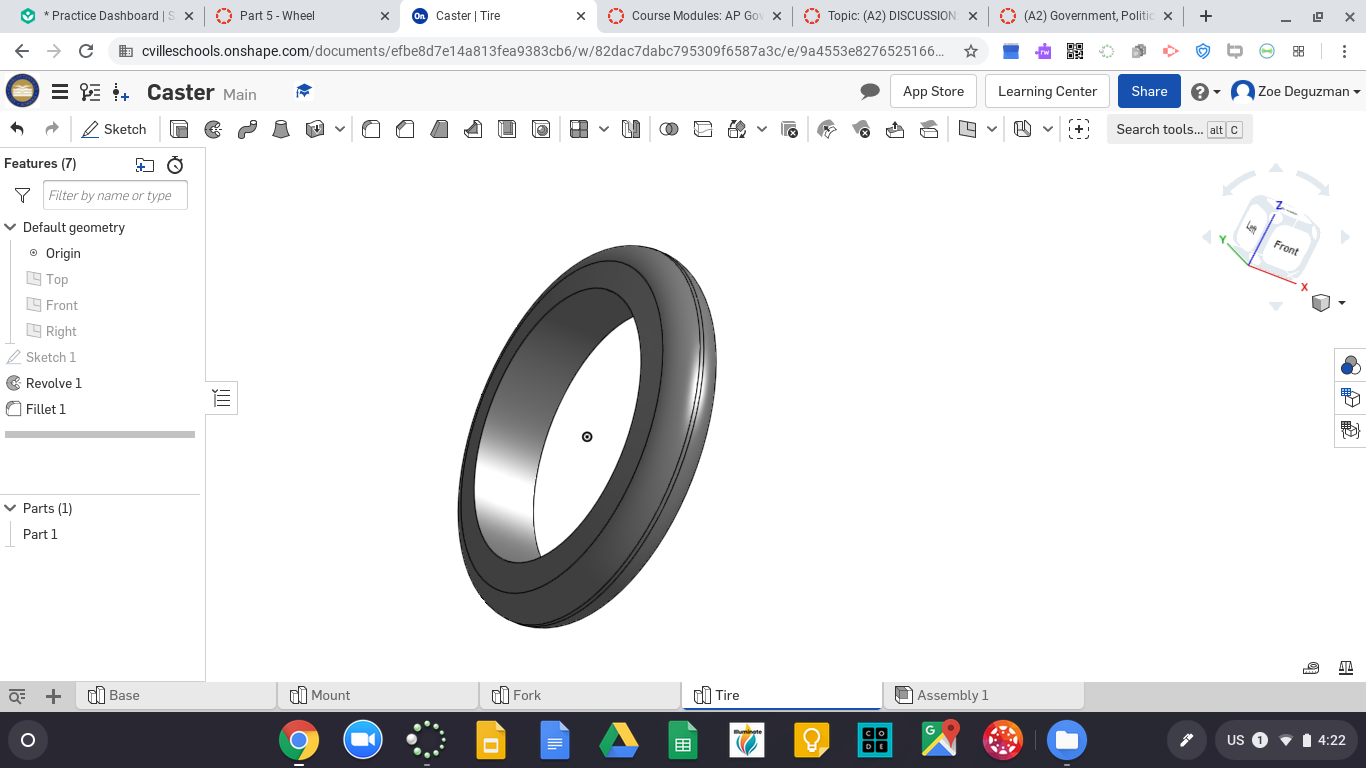 * Practice Dashboard | S
Part 5 - Wheel
On
Caster | Tire
Course Modules: AP Gov
Topic: (A2) DISCUSSION
(A2) Government, Politic
cvilleschools.onshape.com/documents/efbe8d7e14a813fea9383cb6/w/82dac7dabc795309f6587a3c/e/9a4553e8276525166...
rw
Caster Main
App Store
Learning Center
Share
Zoe Deguzman
Sketch
Search tools... alt C
Features (7)
Filter by name or type
Default geometry
Origin
Top
Front
Right
Sketch 1
Revolve 1
Fillet 1
Parts (1)
Part 1
Z
Left
Front
Y
X
Base
Mount
Fork
Tire
Assembly 1
Illuminate
C O
D E
G
US 1 4:22